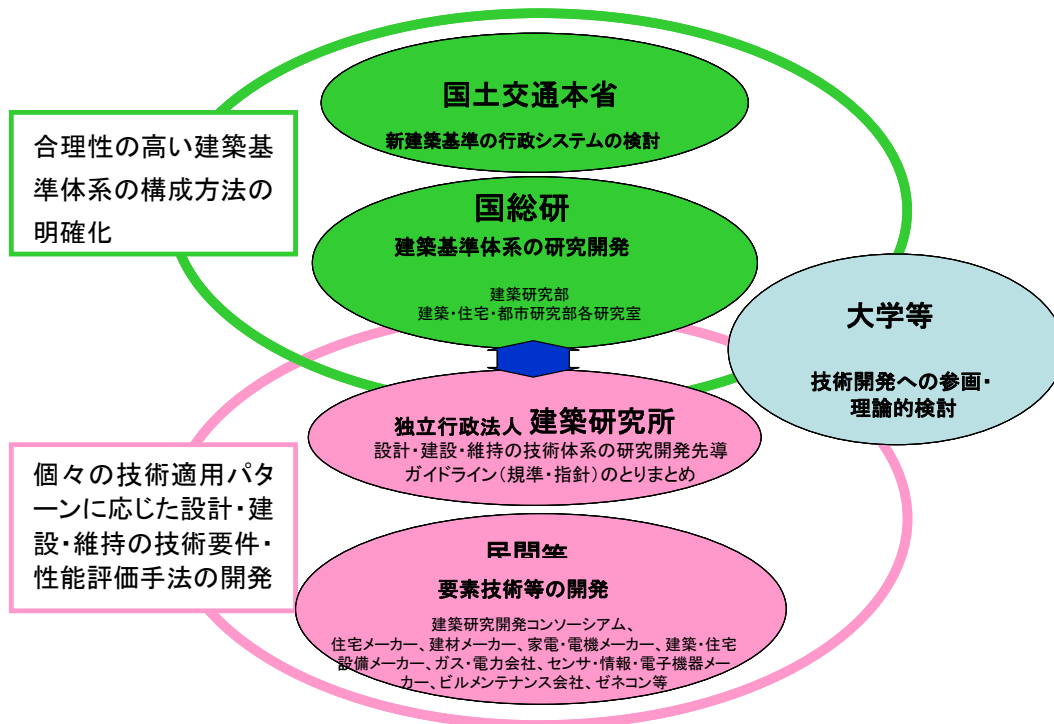 国土交通本省
新建築基準の行政システムの検討
合理性の高い建築基
準体系の構成方法の
明確化
国総研
建築基準体系の研究開発
建築研究部
建築・住宅・都市研究部各研究室
大学等
技術開発への参画・
理論的検討
独立行政法人 建築研究所
設計・建設・維持の技術体系の研究開発先導
ガイドライン（規準・指針）のとりまとめ
個々の技術適用パタ
ーンに応じた設計・建
設・維持の技術要件・
性能評価手法の開発
民間等
要素技術等の開発
建築研究開発コンソーシアム、
住宅メーカー、建材メーカー、家電・電機メーカー、建築・住宅
設備メーカー、ガス・電力会社、センサ・情報・電子機器メー
カー、ビルメンテナンス会社、ゼネコン等